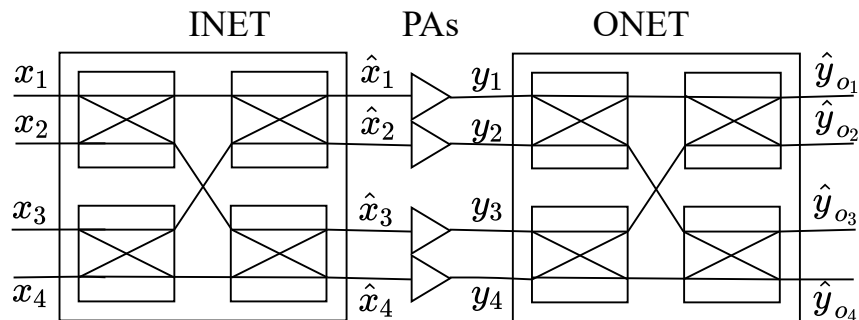 INET PAs ONET
x₁ x̂₁ y₁ ŷₒ₁
x₂ x̂₂ y₂ ŷₒ₂
x₃ x̂₃ y₃ ŷₒ₃
x₄ x̂₄ y₄ ŷₒ₄